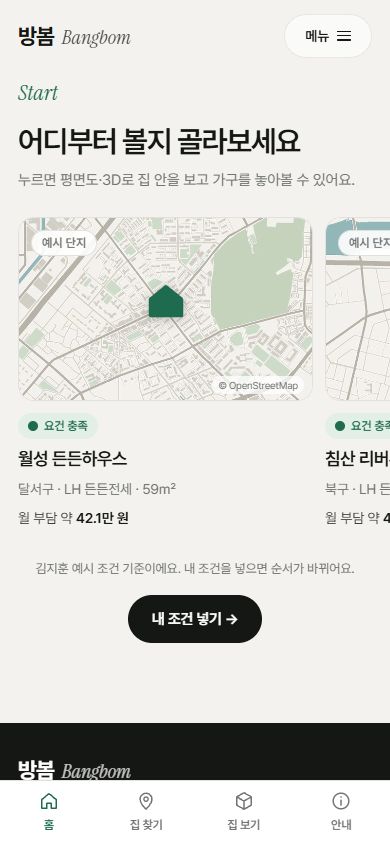 방봄 Bangbom
메뉴
Start
어디부터 볼지 골라보세요
누르면 평면도·3D로 집 안을 보고 가구를 놓아볼 수 있어요.
예시 단지
© OpenStreetMap
요건 충족
월성 든든하우스
달서구 · LH 든든전세 · 59m²
월 부담 약 42.1만 원
예시 단지
요건 충족
침산 리버
북구 · LH 든
월 부담 약 4
김지훈 예시 조건 기준이에요. 내 조건을 넣으면 순서가 바뀌어요.
내 조건 넣기 →
방봄 Bangbom
홈
집 찾기
집 보기
안내